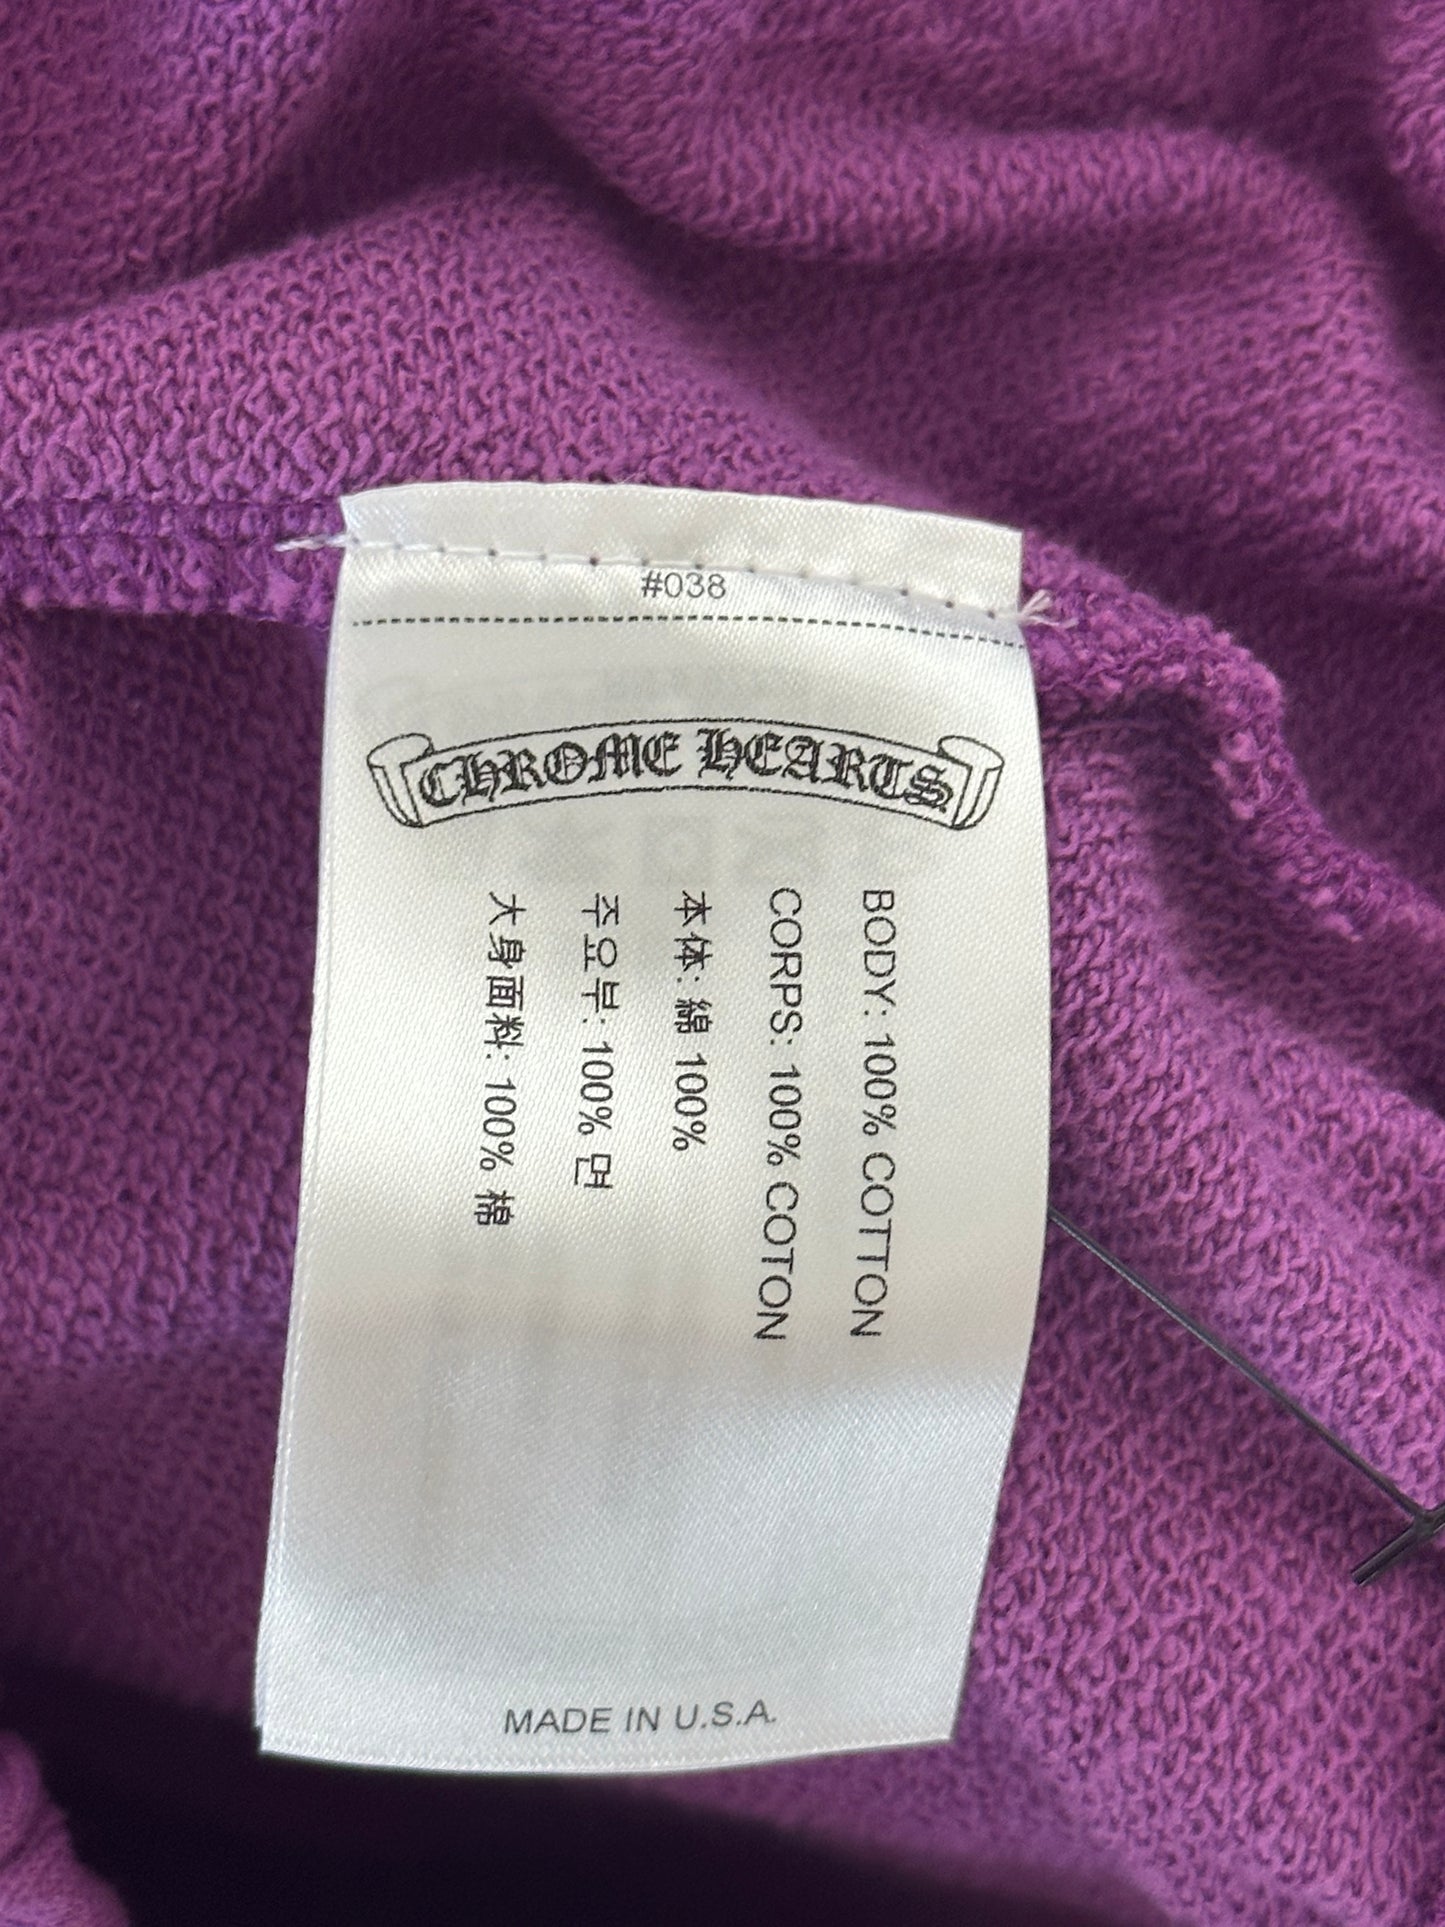 #038
CHROME HEARTS
BODY: 100% COTTON
CORPS: 100% COTON
本体: 綿 100%
주요부: 100% 면
大身面料: 100% 棉
MADE IN U.S.A.